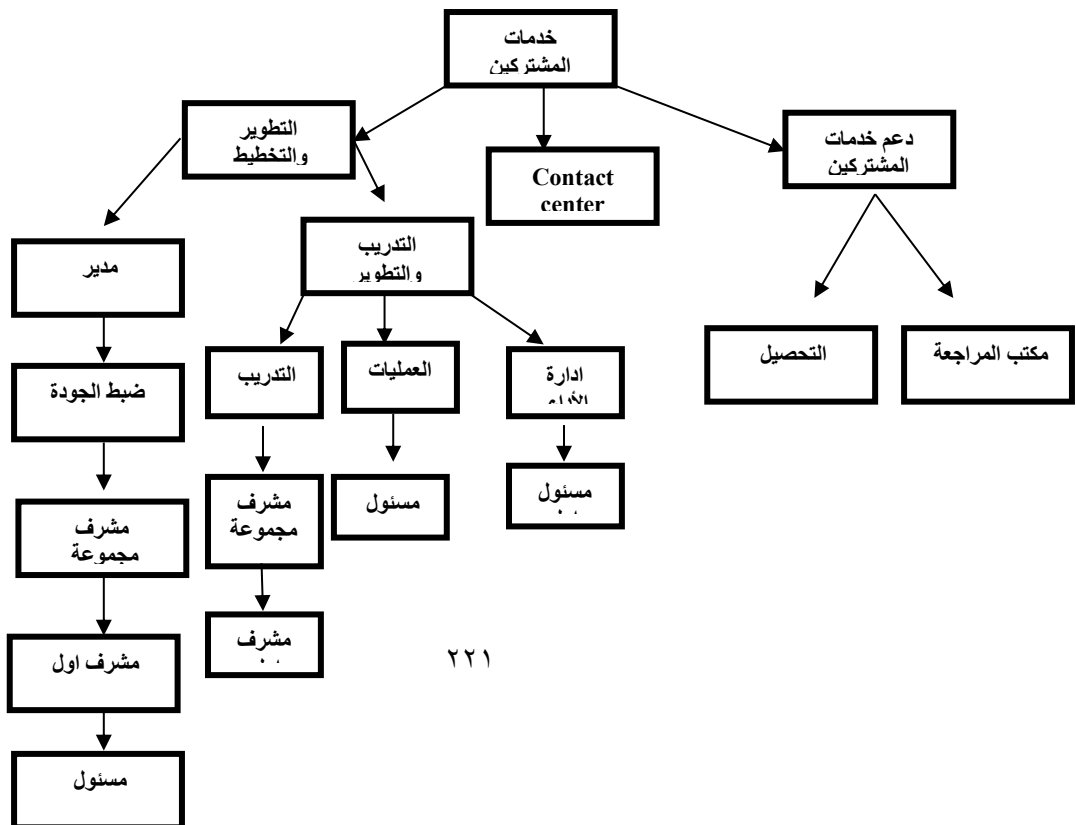 خدمات
المشتركين
دعم خدمات
المشتركين
Contact
center
التطوير
والتخطيط
مكتب المراجعة
التحصيل
التدريب
والتطوير
مدير
ادارة
الأداء
العمليات
التدريب
ضبط الجودة
مسئول
مسئول
مشرف
مجموعة
مشرف
مجموعة
مشرف
مشرف اول
مسئول
٢٢١